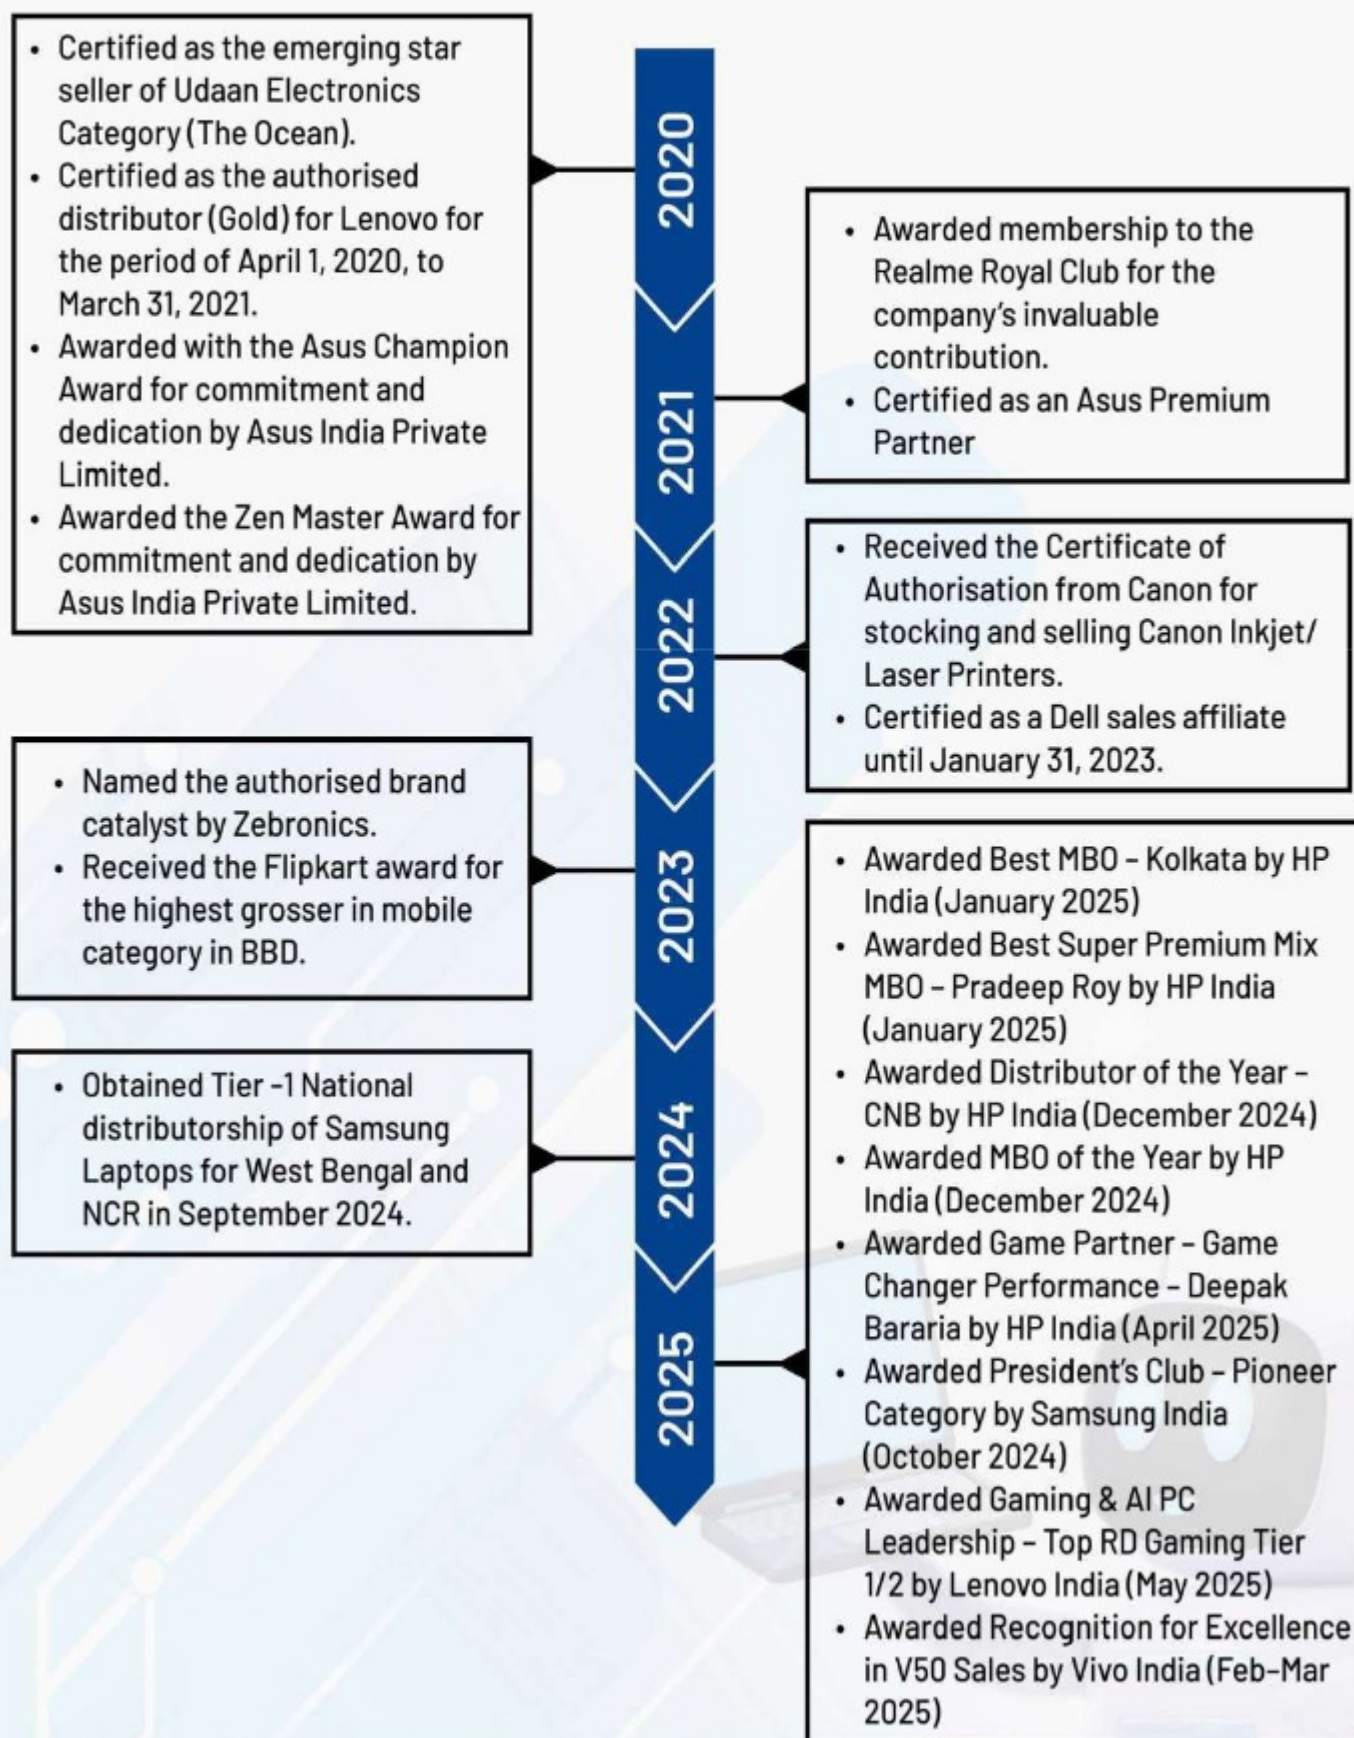 • Certified as the emerging star
seller of Udaan Electronics
Category (The Ocean).
• Certified as the authorised
distributor (Gold) for Lenovo for
the period of April 1, 2020, to
March 31, 2021.
• Awarded with the Asus Champion
Award for commitment and
dedication by Asus India Private
Limited.
• Awarded the Zen Master Award for
commitment and dedication by
Asus India Private Limited.
2020
• Awarded membership to the
Realme Royal Club for the
company's invaluable
contribution.
• Certified as an Asus Premium
Partner
2021
• Received the Certificate of
Authorisation from Canon for
stocking and selling Canon Inkjet/
Laser Printers.
• Certified as a Dell sales affiliate
until January 31, 2023.
2022
• Named the authorised brand
catalyst by Zebronics.
• Received the Flipkart award for
the highest grosser in mobile
category in BBD.
2023
• Obtained Tier -1 National
distributorship of Samsung
Laptops for West Bengal and
NCR in September 2024.
2024
• Awarded Best MBO – Kolkata by HP
India (January 2025)
• Awarded Best Super Premium Mix
MBO – Pradeep Roy by HP India
(January 2025)
• Awarded Distributor of the Year –
CNB by HP India (December 2024)
• Awarded MBO of the Year by HP
India (December 2024)
• Awarded Game Partner – Game
Changer Performance – Deepak
Bararia by HP India (April 2025)
• Awarded President's Club – Pioneer
Category by Samsung India
(October 2024)
• Awarded Gaming & AI PC
Leadership – Top RD Gaming Tier
1/2 by Lenovo India (May 2025)
• Awarded Recognition for Excellence
in V50 Sales by Vivo India (Feb–Mar
2025)
2025